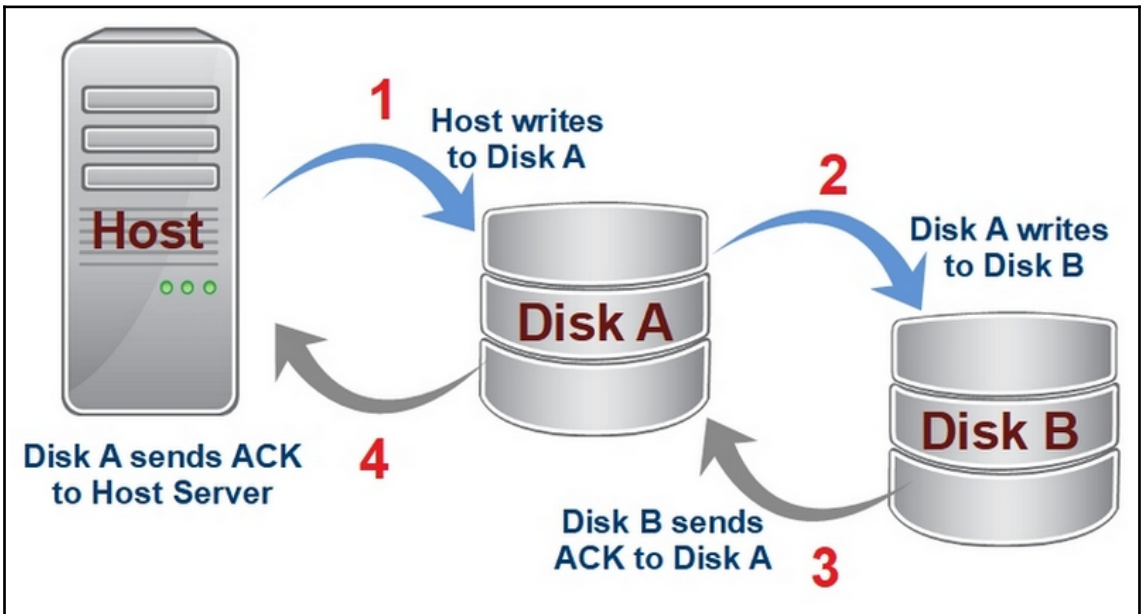 1
Host writes
to Disk A
2
Disk A writes
to Disk B
Host
Disk A
Disk B
Disk A sends ACK
to Host Server
4
Disk B sends
ACK to Disk A
3